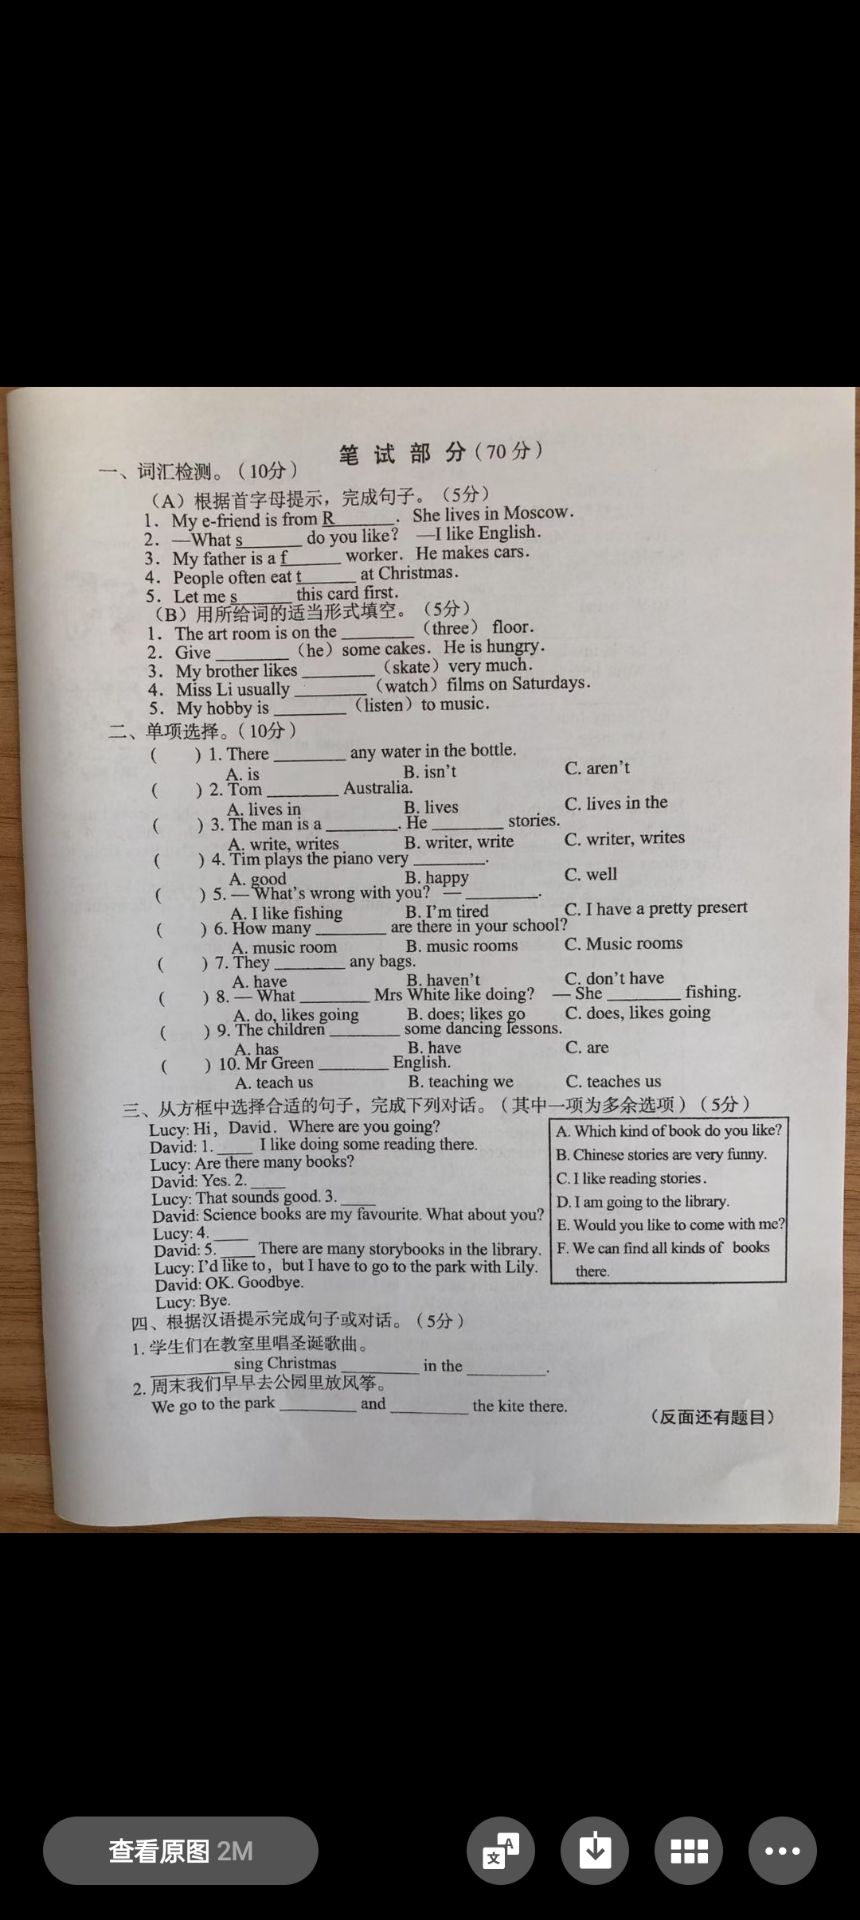 笔 试 部 分（70 分）
一、词汇检测。（10分）
（A）根据首字母提示，完成句子。（5分）
1．My e-friend is from R______． She lives in Moscow．
2．—What s______ do you like？ —I like English．
3．My father is a f______ worker．He makes cars．
4．People often eat t______ at Christmas．
5．Let me s______ this card first．
（B）用所给词的适当形式填空。（5分）
1．The art room is on the ________ （three） floor．
2．Give ________（he）some cakes．He is hungry．
3．My brother likes ________（skate）very much．
4．Miss Li usually ________（watch）films on Saturdays．
5．My hobby is ________（listen）to music．
二、单项选择。（10分）
( ) 1. There ________ any water in the bottle.
A. is B. isn't C. aren't
( ) 2. Tom ________ Australia.
A. lives in B. lives C. lives in the
( ) 3. The man is a ________. He ________ stories.
A. write, writes B. writer, write C. writer, writes
( ) 4. Tim plays the piano very ________.
A. good B. happy C. well
( ) 5. — What's wrong with you? — ________.
A. I like fishing B. I'm tired C. I have a pretty presert
( ) 6. How many ________ are there in your school?
A. music room B. music rooms C. Music rooms
( ) 7. They ________ any bags.
A. have B. haven't C. don't have
( ) 8. — What ________ Mrs White like doing? — She ________ fishing.
A. do, likes going B. does; likes go C. does, likes going
( ) 9. The children ________ some dancing lessons.
A. has B. have C. are
( ) 10. Mr Green ________ English.
A. teach us B. teaching we C. teaches us
三、从方框中选择合适的句子，完成下列对话。（其中一项为多余选项）（5分）
Lucy: Hi，David．Where are you going?
David: 1. ____ I like doing some reading there.
Lucy: Are there many books?
David: Yes. 2. ____
Lucy: That sounds good. 3. ____
David: Science books are my favourite. What about you?
Lucy: 4. ____
David: 5. ____ There are many storybooks in the library.
Lucy: I'd like to，but I have to go to the park with Lily.
David: OK. Goodbye.
Lucy: Bye.
A. Which kind of book do you like?
B. Chinese stories are very funny.
C. I like reading stories．
D. I am going to the library.
E. Would you like to come with me?
F. We can find all kinds of books
there.
四、根据汉语提示完成句子或对话。（5分）
1. 学生们在教室里唱圣诞歌曲。
_________ sing Christmas _________ in the _________.
2. 周末我们早早去公园里放风筝。
We go to the park _________ and _________ the kite there.
（反面还有题目）
查看原图 2M
文 A